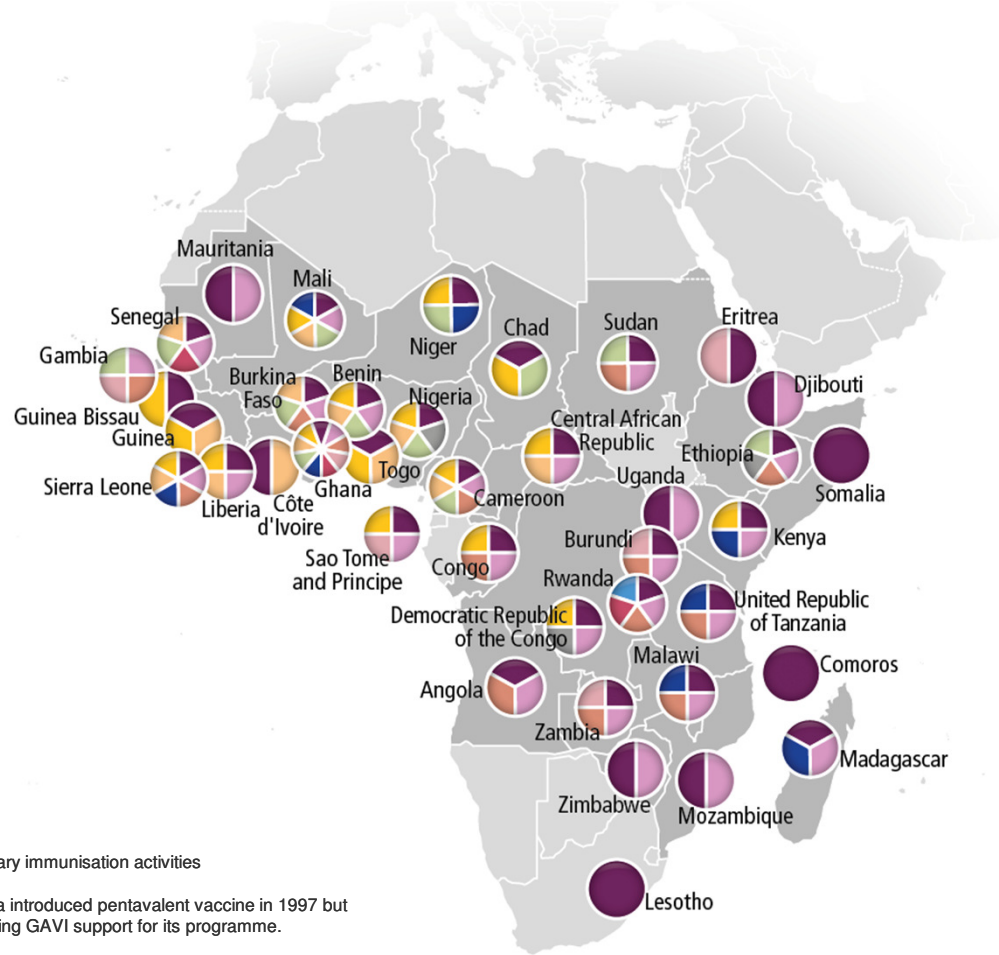 Mauritania
Mali
Senegal
Gambia
Niger
Chad
Sudan
Eritrea
Burkina
Faso
Benin
Nigeria
Djibouti
Guinea Bissau
Guinea
Central African
Republic
Ethiopia
Sierra Leone
Liberia
Côte
d'Ivoire
Ghana
Togo
Cameroon
Uganda
Somalia
Sao Tome
and Principe
Congo
Burundi
Kenya
Rwanda
Democratic Republic
of the Congo
United Republic
of Tanzania
Malawi
Comoros
Angola
Zambia
Madagascar
Zimbabwe
Mozambique
Lesotho
ary immunisation activities
a introduced pentavalent vaccine in 1997 but
ing GAVI support for its programme.